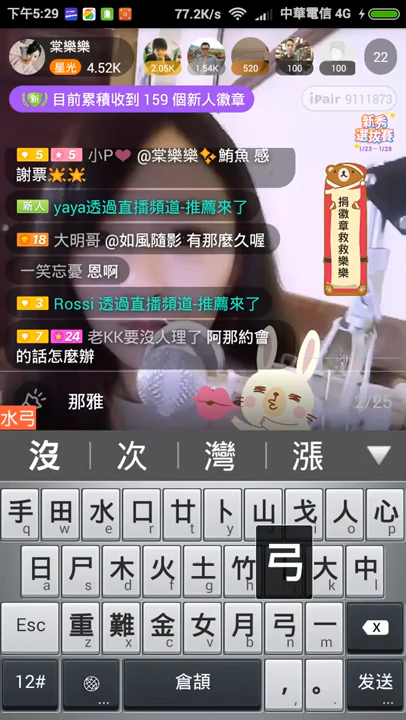 下午5:29 ... 77.2K/s 中華電信 4G
棠樂樂
星光 4.52K
2.05K 1.54K 520 100 100 22
新 目前累積收到 159 個新人徽章
iPair 9111873
新秀
選拔賽
1/23 – 1/28
捐徽章救救樂樂
5 5 小P❤ @棠樂樂✨鮪魚 感
謝票
新人 yaya透過直播頻道-推薦來了
18 大明哥 @如風隨影 有那麼久喔
一笑忘憂 恩啊
3 Rossi 透過直播頻道-推薦來了
7 24 老KK要沒人理了 阿那約會
的話怎麼辦
那雅 2/25
水弓
沒 次 灣 漲
手 田 水 口 廿 卜 山 戈 人 心
q w e r t y u i o p
日 尸 木 火 土 竹 弓 大 中
a s d f g h j k l
Esc 重 難 金 女 月 弓 一
z x c v b n m
12# 倉頡 , 。 发送